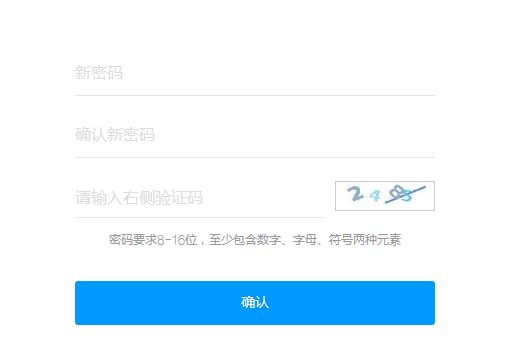 新密码
确认新密码
请输入右侧验证码
密码要求8-16位，至少包含数字、字母、符号两种元素
确认